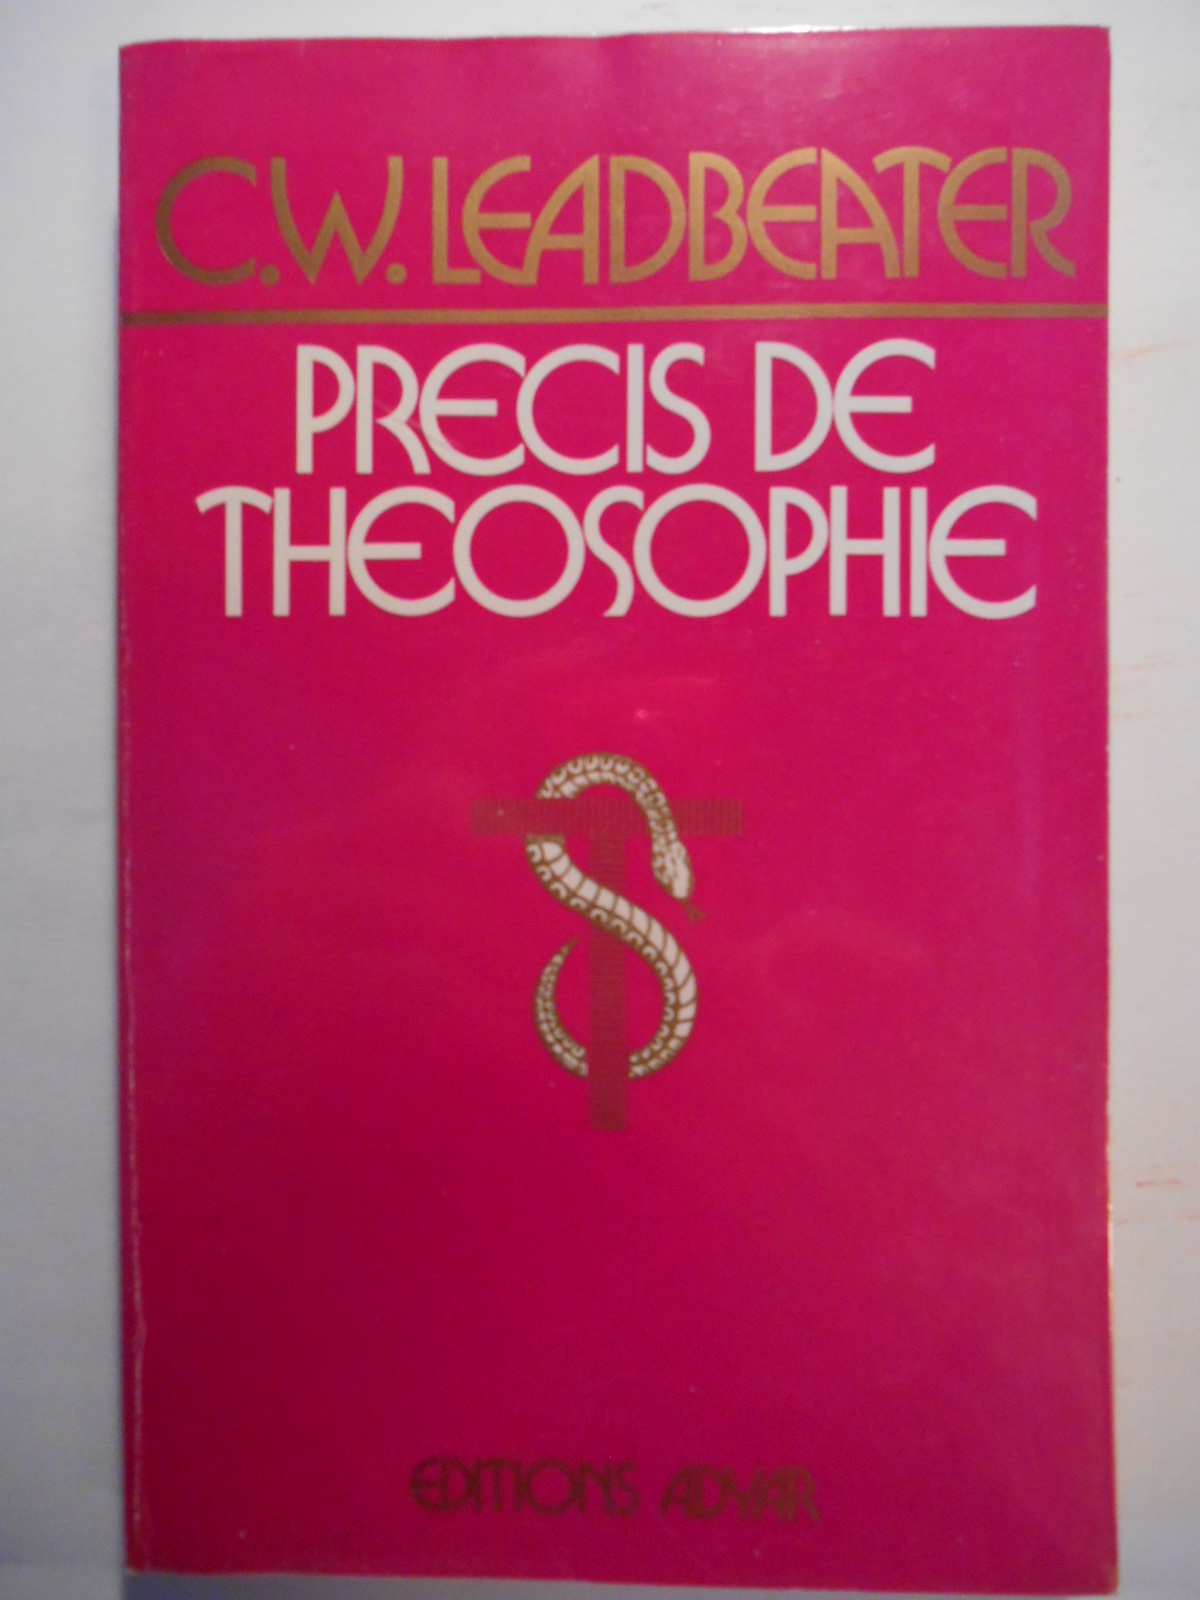 C.W. LEADBEATER
PRECIS DE
THEOSOPHIE
EDITIONS ADYAR